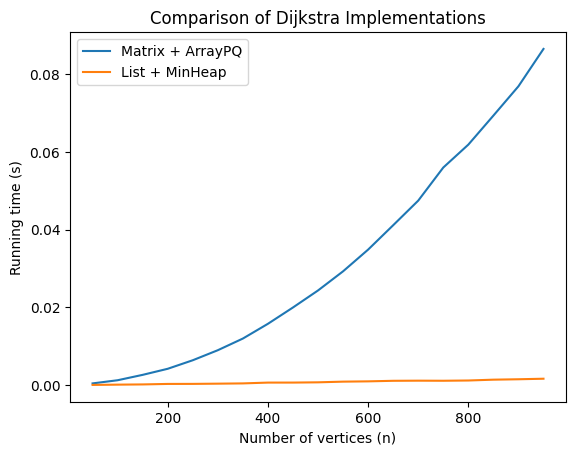 Comparison of Dijkstra Implementations
Matrix + ArrayPQ
List + MinHeap
Running time (s)
0.08
0.06
0.04
0.02
0.00
200 400 600 800
Number of vertices (n)